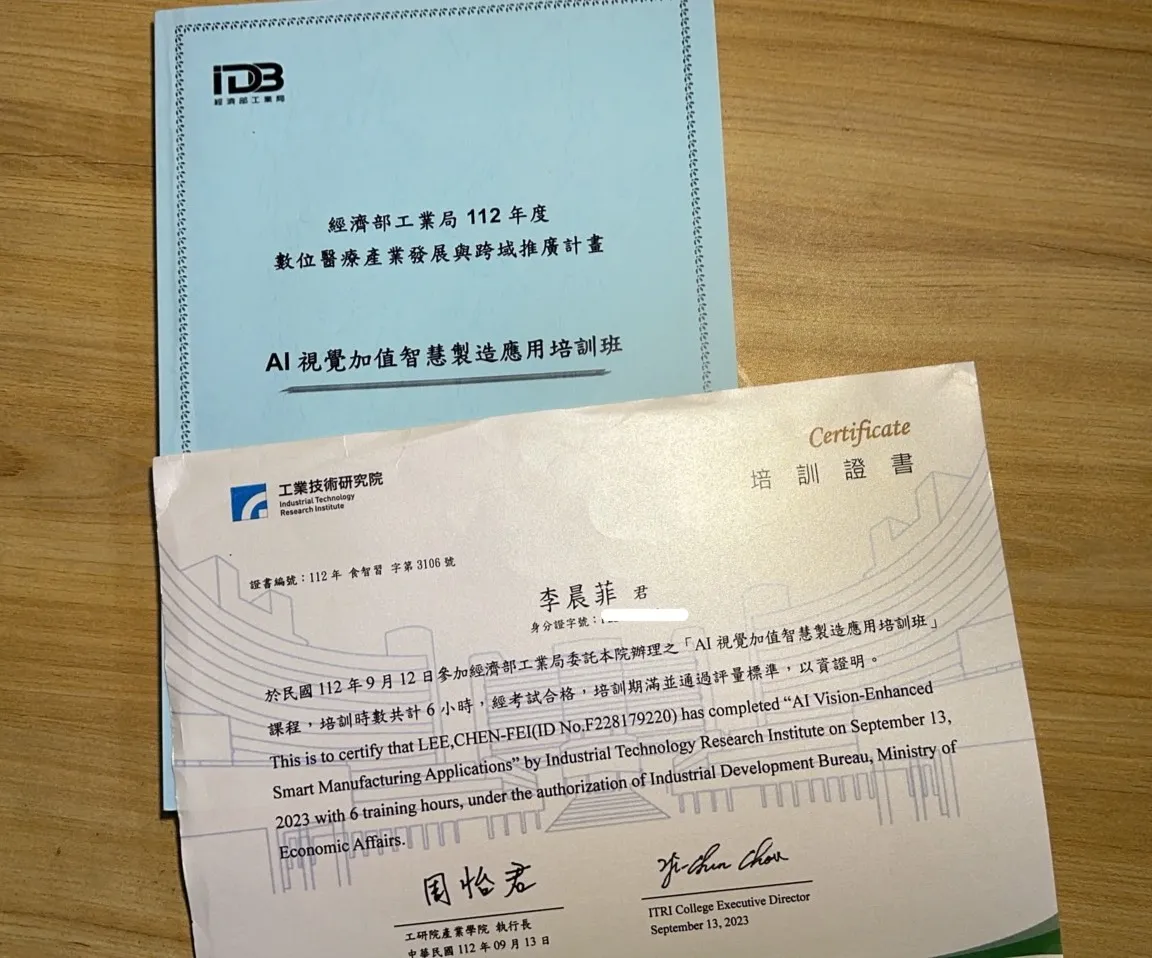 iDB
經濟部工業局
經濟部工業局 112 年度
數位醫療產業發展與跨域推廣計畫
AI 視覺加值智慧製造應用培訓班
Certificate
培訓證書
工業技術研究院
Industrial Technology
Research Institute
證書編號：112 年 食智習 字第 3106 號
李晨菲 君
身分證字號：
於民國 112 年 9 月 12 日參加經濟部工業局委託本院辦理之「AI 視覺加值智慧製造應用培訓班」
課程，培訓時數共計 6 小時，經考試合格，培訓期滿並通過評量標準，以資證明。
This is to certify that LEE,CHEN-FEI(ID No.[redacted]) has completed “AI Vision-Enhanced
Smart Manufacturing Applications” by Industrial Technology Research Institute on September 13,
2023 with 6 training hours, under the authorization of Industrial Development Bureau, Ministry of
Economic Affairs.
周怡君
工研院產業學院 執行長
中華民國 112 年 09 月 13 日
Yi-Chun Chou
ITRI College Executive Director
September 13, 2023